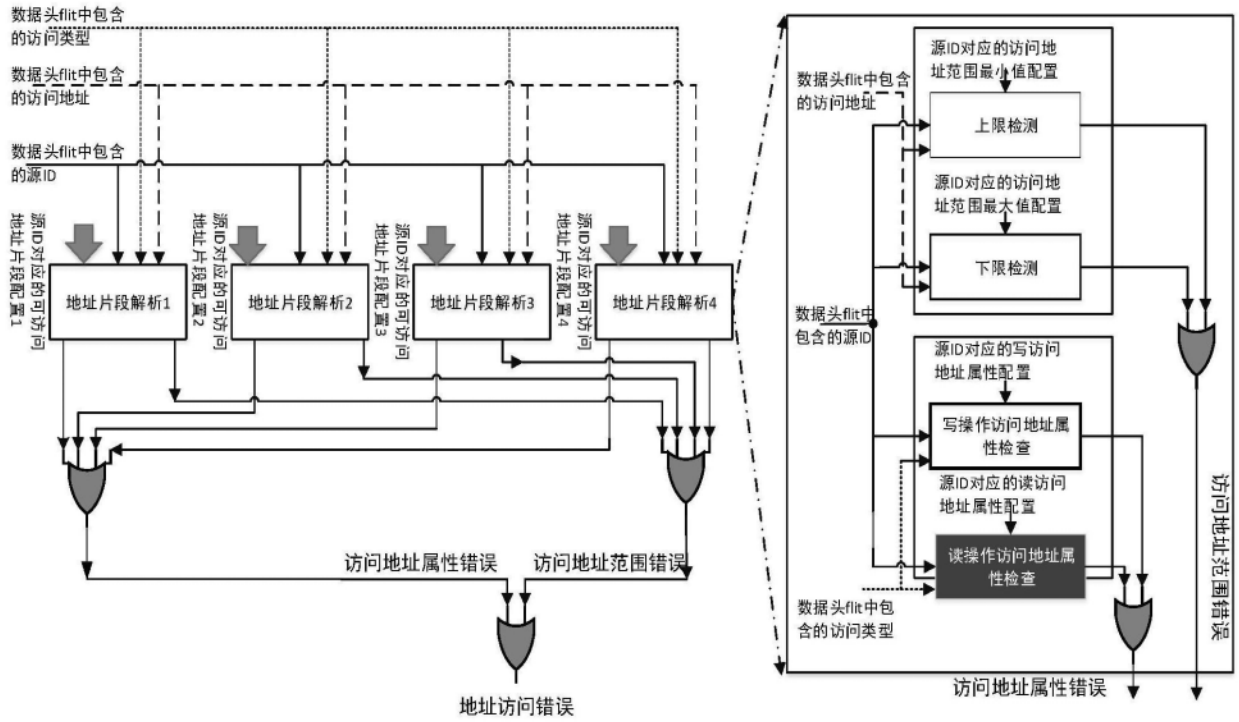 数据头flit中包含
的访问类型
数据头flit中包含
的访问地址
数据头flit中包含
的源ID
源ID对应的可访问
地址片段配置1
源ID对应的可访问
地址片段配置2
源ID对应的可访问
地址片段配置3
源ID对应的可访问
地址片段配置4
地址片段解析1
地址片段解析2
地址片段解析3
地址片段解析4
访问地址属性错误
访问地址范围错误
地址访问错误
源ID对应的访问地
址范围最小值配置
数据头flit中包含
的访问地址
上限检测
源ID对应的访问地
址范围最大值配置
下限检测
数据头flit中
包含的源ID
源ID对应的写访问
地址属性配置
写操作访问地址属
性检查
源ID对应的读访问
地址属性配置
读操作访问地址属
性检查
数据头flit中包
含的访问类型
访问地址范围错误
访问地址属性错误